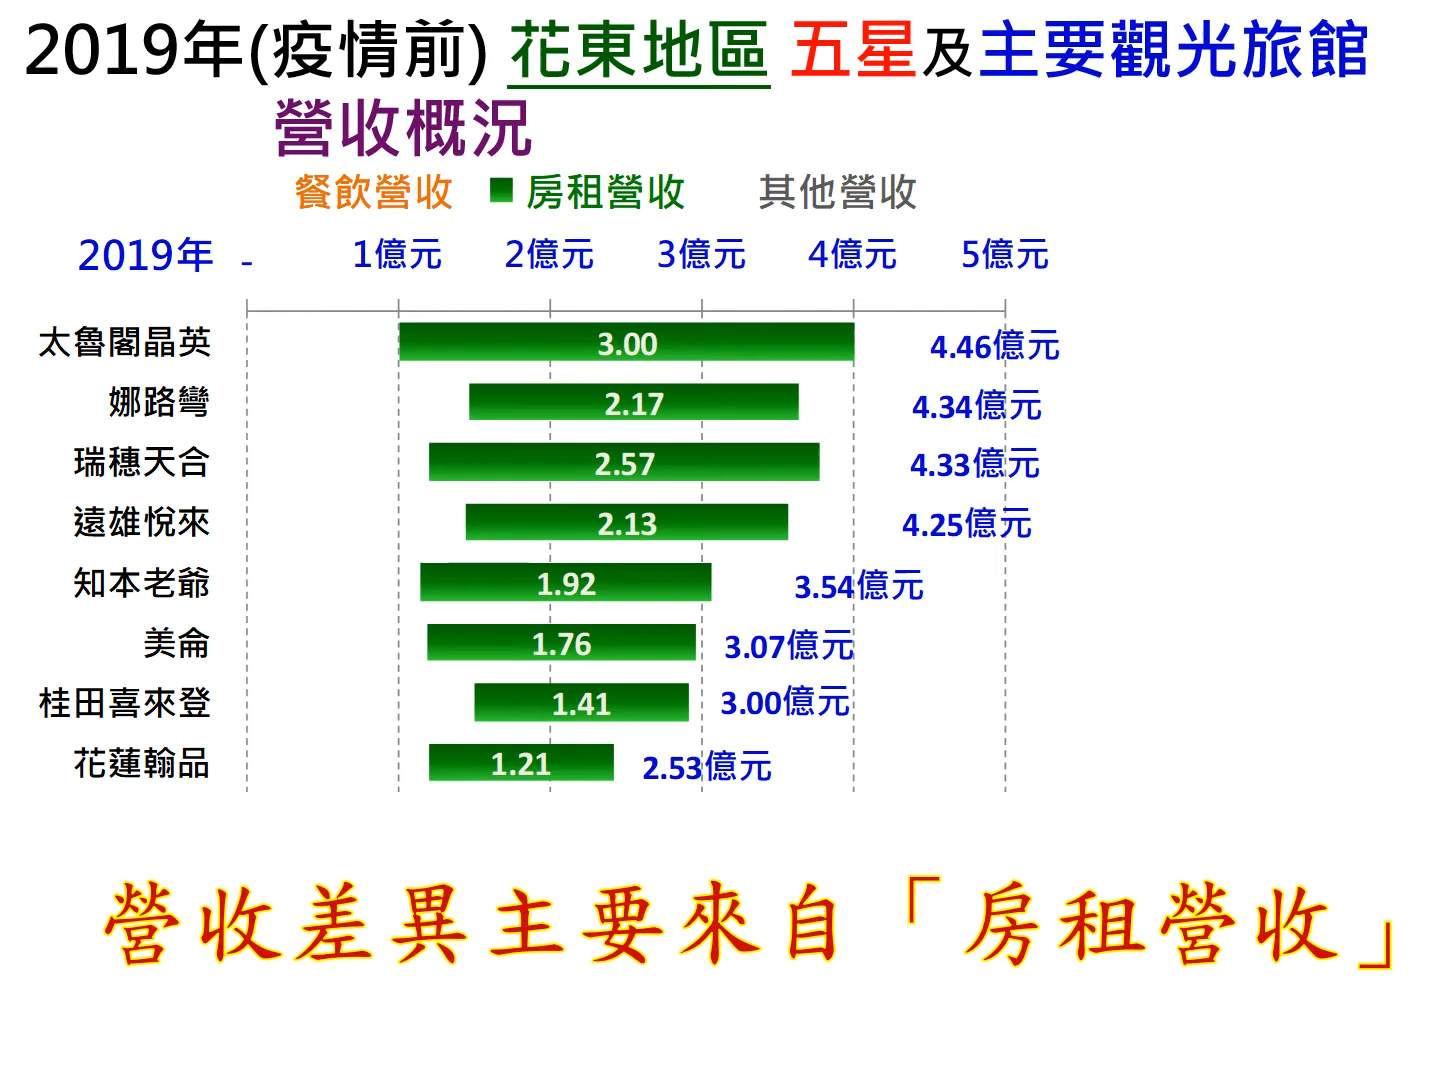 2019年(疫情前) 花東地區 五星及主要觀光旅館
營收概況
餐飲營收 房租營收 其他營收
2019年 - 1億元 2億元 3億元 4億元 5億元
太魯閣晶英 3.00 4.46億元
娜路彎 2.17 4.34億元
瑞穗天合 2.57 4.33億元
遠雄悅來 2.13 4.25億元
知本老爺 1.92 3.54億元
美侖 1.76 3.07億元
桂田喜來登 1.41 3.00億元
花蓮翰品 1.21 2.53億元
營收差異主要來自「房租營收」